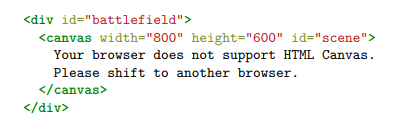 <div id="battlefield">
  <canvas width="800" height="600" id="scene">
    Your browser does not support HTML Canvas.
    Please shift to another browser.
  </canvas>
</div>